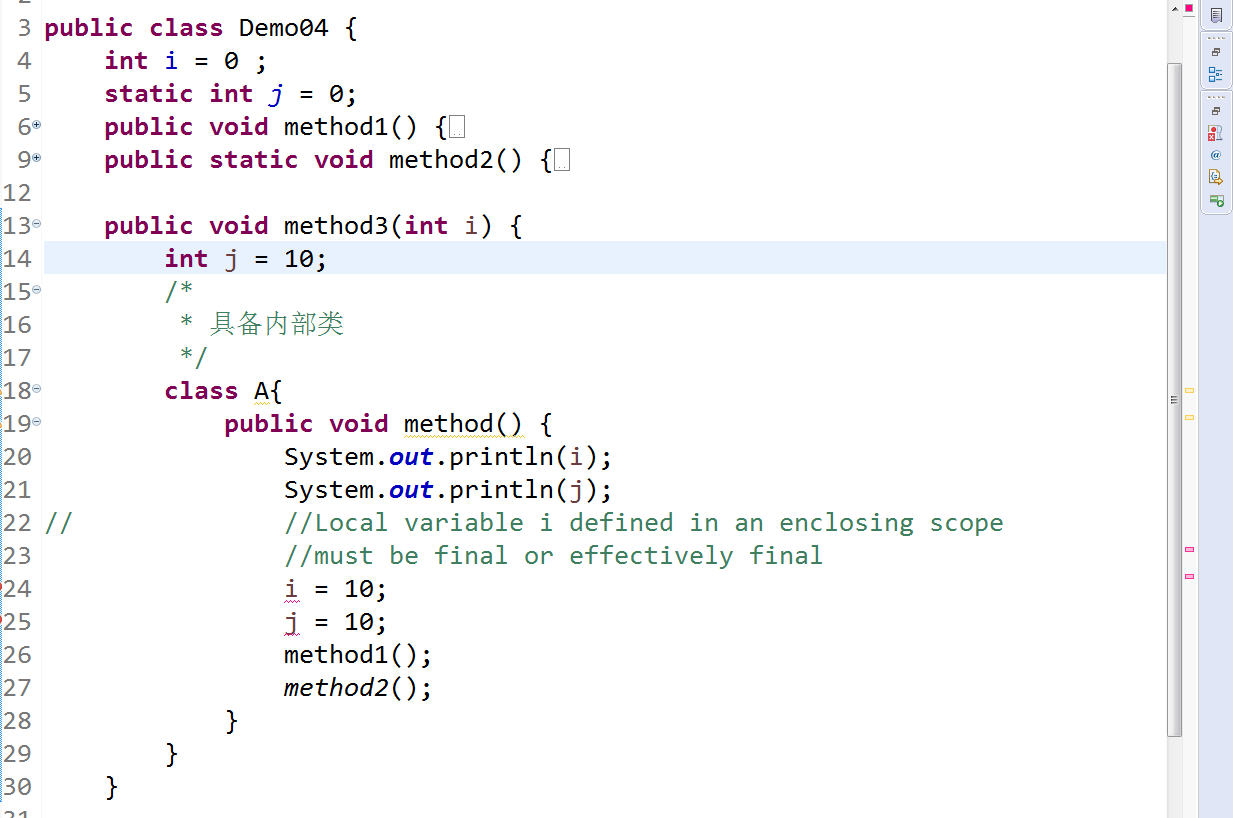 3 public class Demo04 {
4 int i = 0 ;
5 static int j = 0;
6 public void method1() {
9 public static void method2() {
12
13 public void method3(int i) {
14 int j = 10;
15 /*
16 * 具备内部类
17 */
18 class A{
19 public void method() {
20 System.out.println(i);
21 System.out.println(j);
22 // //Local variable i defined in an enclosing scope
23 //must be final or effectively final
24 i = 10;
25 j = 10;
26 method1();
27 method2();
28 }
29 }
30 }
31